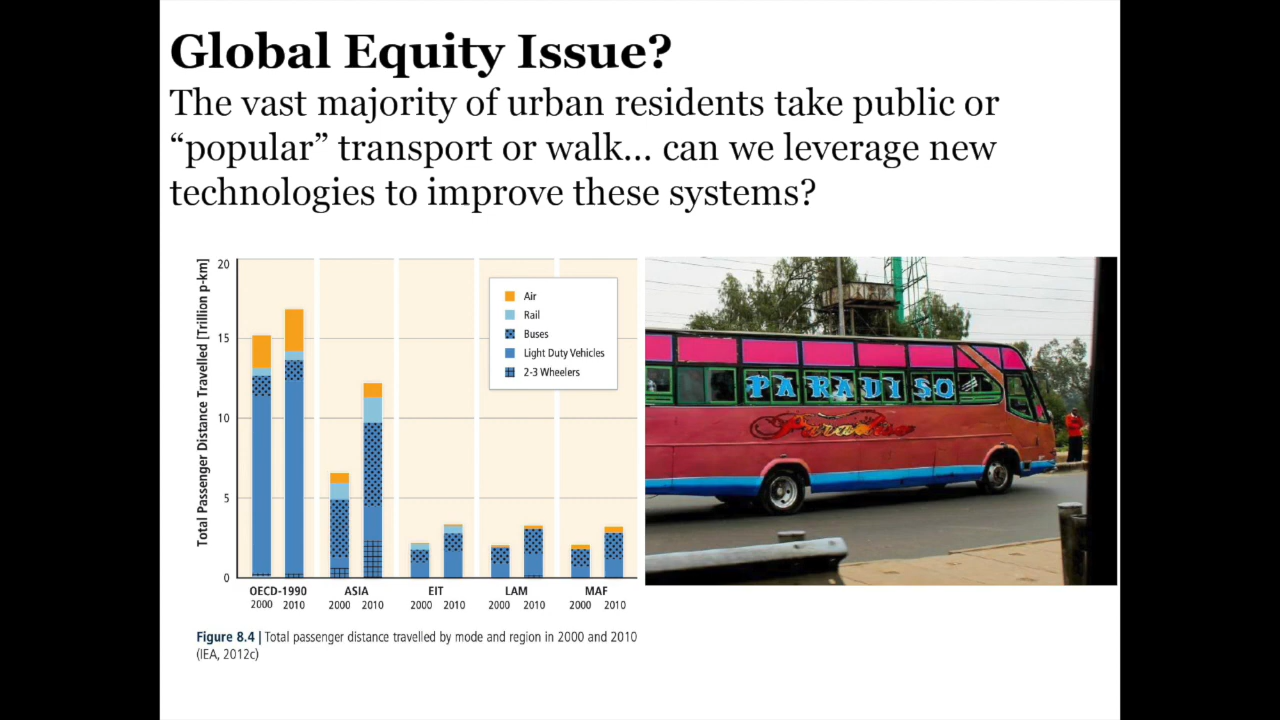 Global Equity Issue?
The vast majority of urban residents take public or
“popular” transport or walk… can we leverage new
technologies to improve these systems?
Total Passenger Distance Travelled [Trillion p-km]
20
15
10
5
0
Air
Rail
Buses
Light Duty Vehicles
2-3 Wheelers
OECD-1990 ASIA EIT LAM MAF
2000 2010 2000 2010 2000 2010 2000 2010 2000 2010
Figure 8.4 | Total passenger distance travelled by mode and region in 2000 and 2010
(IEA, 2012c)
PARADISO
Paradiso